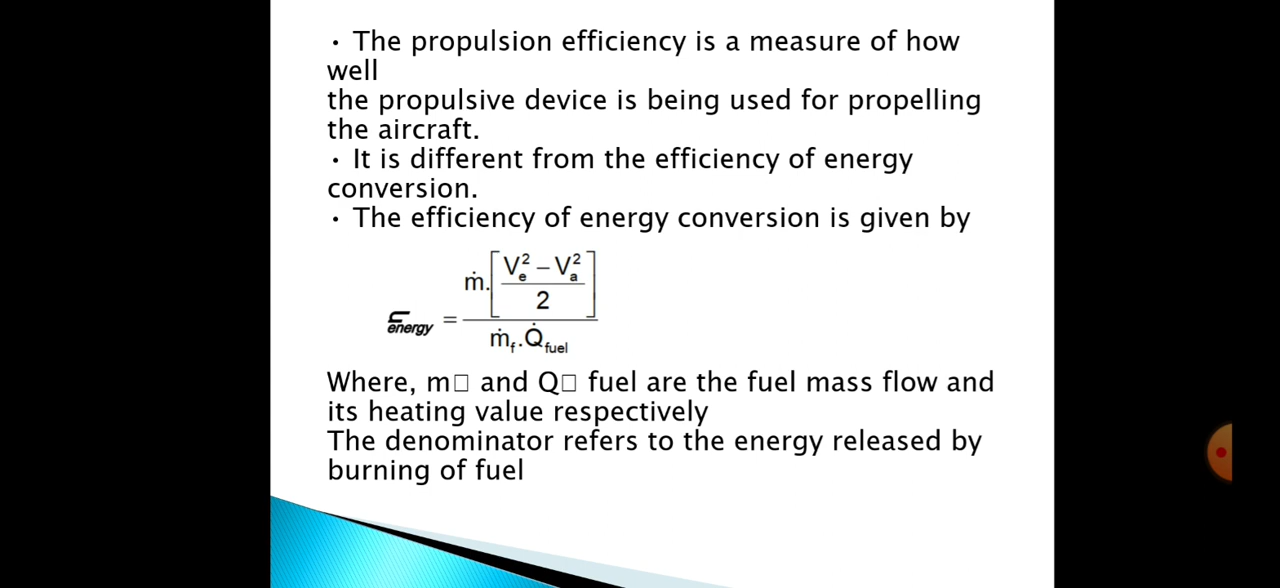 · The propulsion efficiency is a measure of how
well
the propulsive device is being used for propelling
the aircraft.
· It is different from the efficiency of energy
conversion.
· The efficiency of energy conversion is given by
energy = ṁ.[(Vₑ² – Vₐ²)/2] / ṁf.Q̇fuel
Where, m□ and Q□ fuel are the fuel mass flow and
its heating value respectively
The denominator refers to the energy released by
burning of fuel